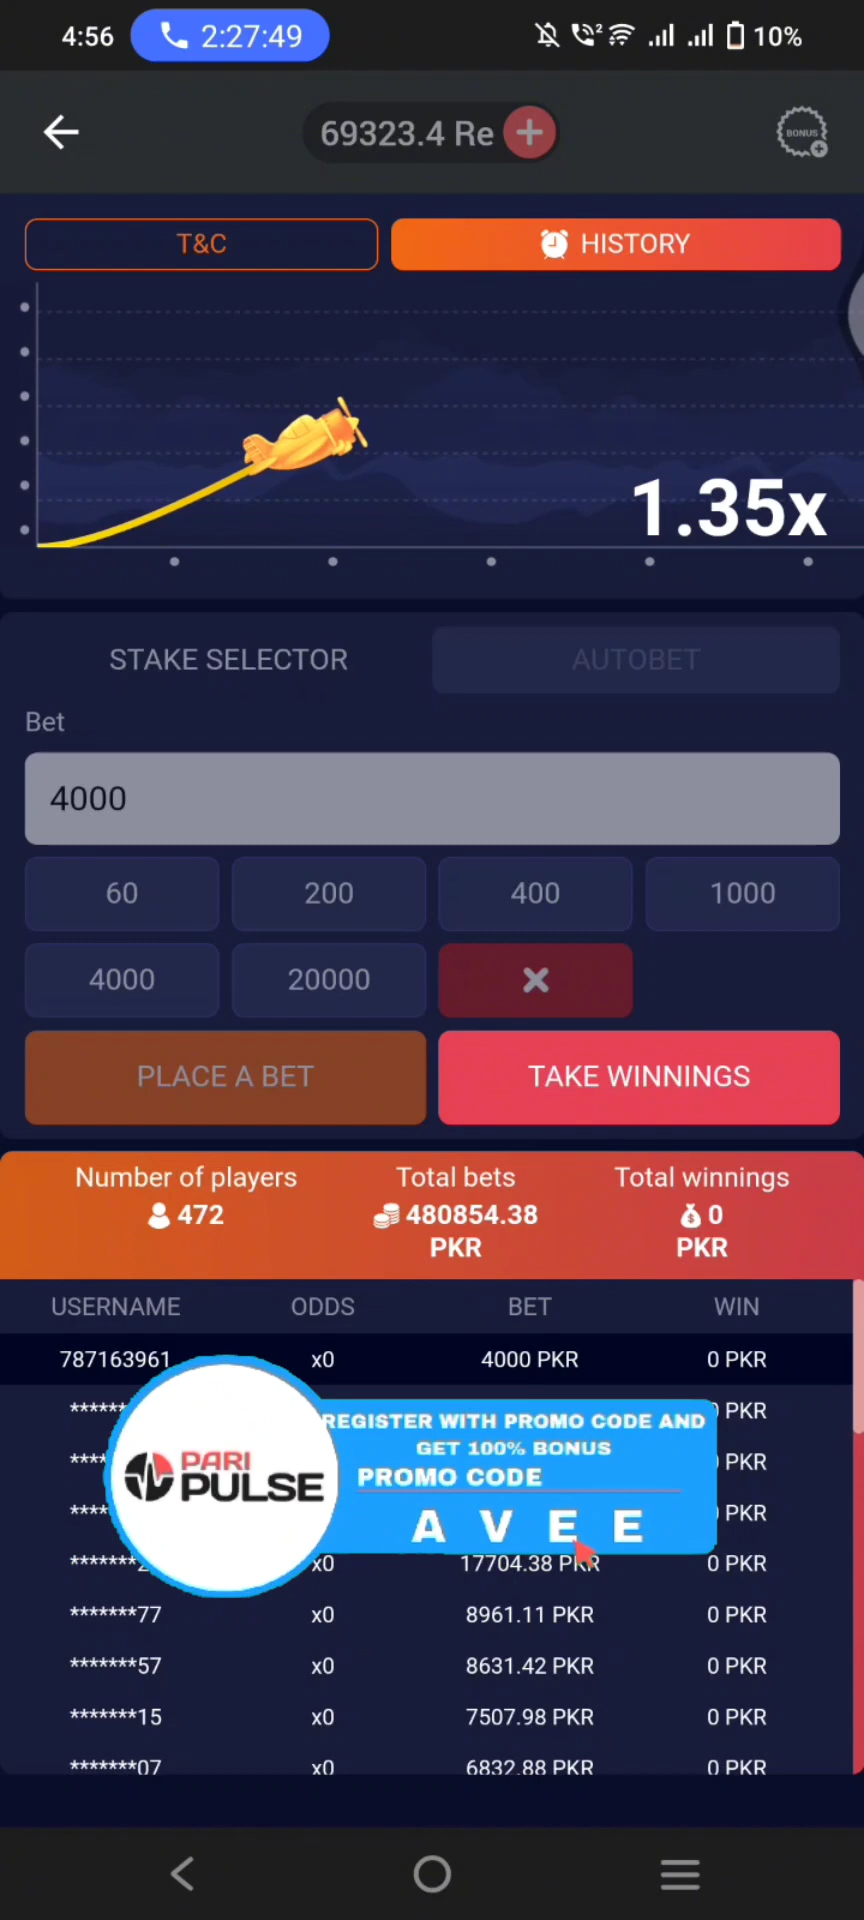 4:56 2:27:49 2 10%
69323.4 Re
BONUS
T&C HISTORY
1.35x
STAKE SELECTOR AUTOBET
Bet
4000
60 200 400 1000
4000 20000
PLACE A BET TAKE WINNINGS
Number of players Total bets Total winnings
472 480854.38 PKR 0 PKR
USERNAME ODDS BET WIN
787163961 x0 4000 PKR 0 PKR
****** PKR
REGISTER WITH PROMO CODE AND
GET 100% BONUS
PARI PULSE
**** PKR
PROMO CODE
**** PKR
A V E E
******* x0 17704.38 PKR 0 PKR
*******77 x0 8961.11 PKR 0 PKR
*******57 x0 8631.42 PKR 0 PKR
*******15 x0 7507.98 PKR 0 PKR
*******07 x0 6832.88 PKR 0 PKR